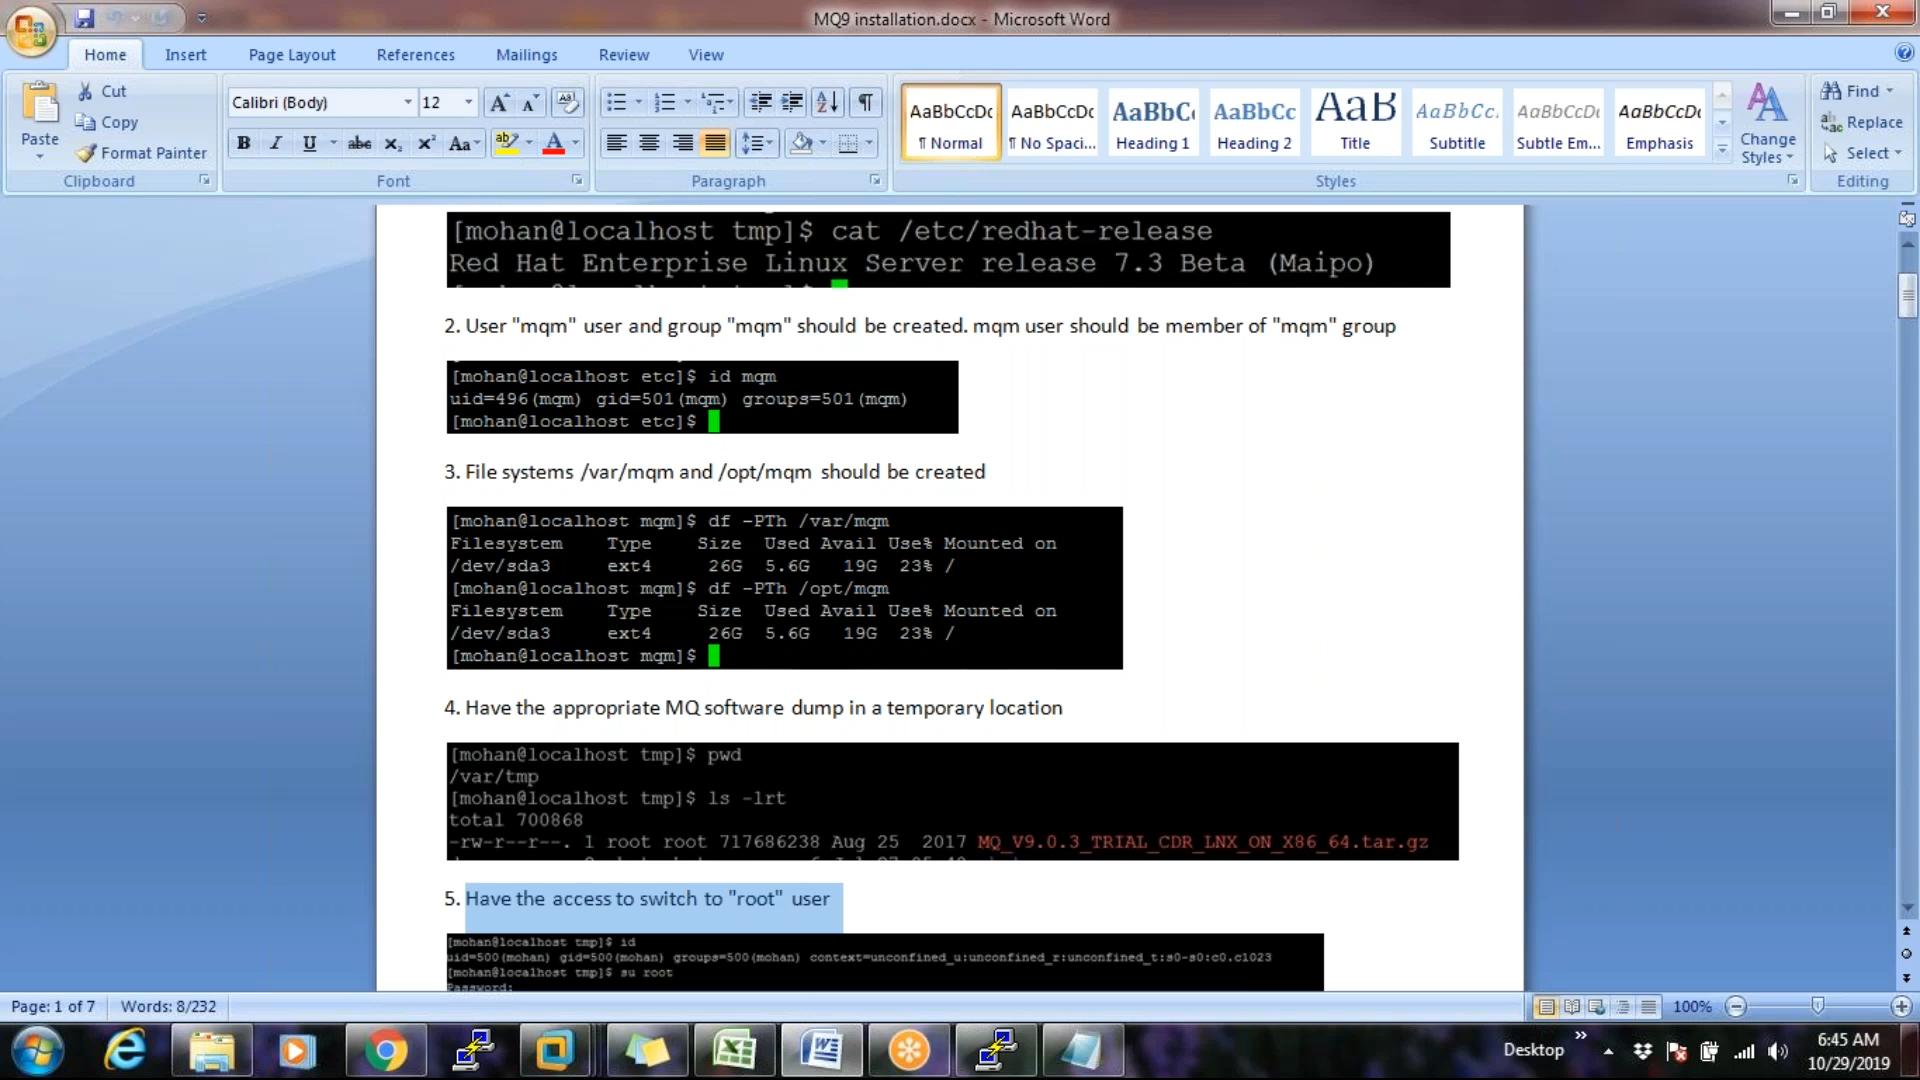 MQ9 installation.docx - Microsoft Word
Home Insert Page Layout References Mailings Review View
Paste
Cut
Copy
Format Painter
Clipboard
Calibri (Body) 12
Font
Paragraph
AaBbCcDc AaBbCcDc AaBbC AaBbCc AaB AaBbCc. AaBbCcDc AaBbCcDc
¶ Normal ¶ No Spaci... Heading 1 Heading 2 Title Subtitle Subtle Em... Emphasis
Change Styles
Styles
Find
Replace
Select
Editing
[mohan@localhost tmp]$ cat /etc/redhat-release
Red Hat Enterprise Linux Server release 7.3 Beta (Maipo)
2. User "mqm" user and group "mqm" should be created. mqm user should be member of "mqm" group
[mohan@localhost etc]$ id mqm
uid=496(mqm) gid=501(mqm) groups=501(mqm)
[mohan@localhost etc]$
3. File systems /var/mqm and /opt/mqm should be created
[mohan@localhost mqm]$ df -PTh /var/mqm
Filesystem Type Size Used Avail Use% Mounted on
/dev/sda3 ext4 26G 5.6G 19G 23% /
[mohan@localhost mqm]$ df -PTh /opt/mqm
Filesystem Type Size Used Avail Use% Mounted on
/dev/sda3 ext4 26G 5.6G 19G 23% /
[mohan@localhost mqm]$
4. Have the appropriate MQ software dump in a temporary location
[mohan@localhost tmp]$ pwd
/var/tmp
[mohan@localhost tmp]$ ls -lrt
total 700868
-rw-r--r--. 1 root root 717686238 Aug 25 2017 MQ_V9.0.3_TRIAL_CDR_LNX_ON_X86_64.tar.gz
5. Have the access to switch to "root" user
[mohan@localhost tmp]$ id
uid=500(mohan) gid=500(mohan) groups=500(mohan) context=unconfined_u:unconfined_r:unconfined_t:s0-s0:c0.c1023
[mohan@localhost tmp]$ su root
Password:
Page: 1 of 7 Words: 8/232 100%
Desktop
6:45 AM
10/29/2019